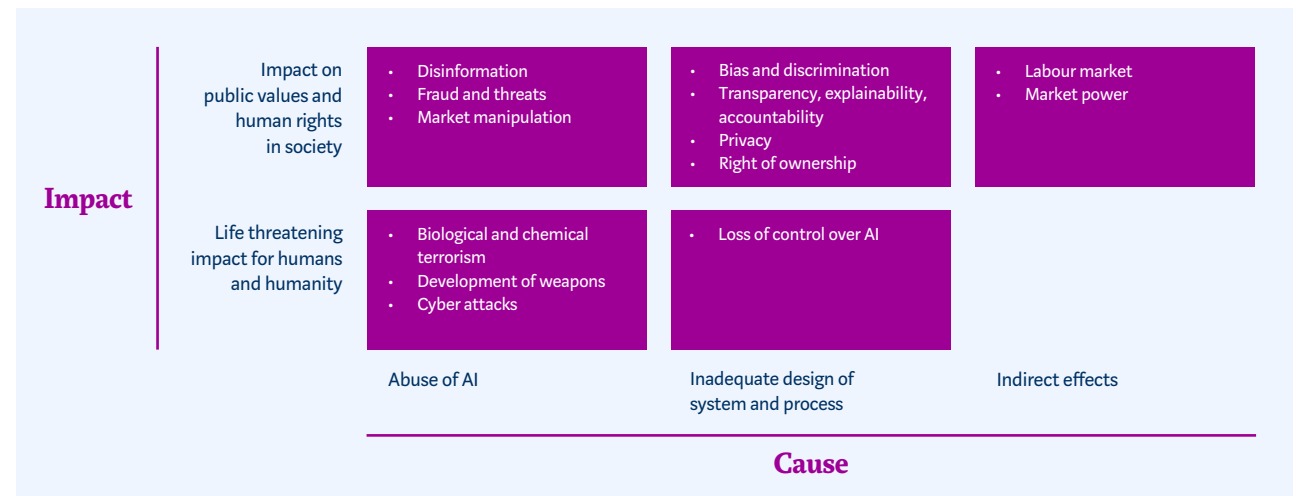 Impact
Impact on
public values and
human rights
in society
• Disinformation
• Fraud and threats
• Market manipulation
• Bias and discrimination
• Transparency, explainability,
accountability
• Privacy
• Right of ownership
• Labour market
• Market power
Life threatening
impact for humans
and humanity
• Biological and chemical
terrorism
• Development of weapons
• Cyber attacks
• Loss of control over AI
Abuse of AI
Inadequate design of
system and process
Indirect effects
Cause